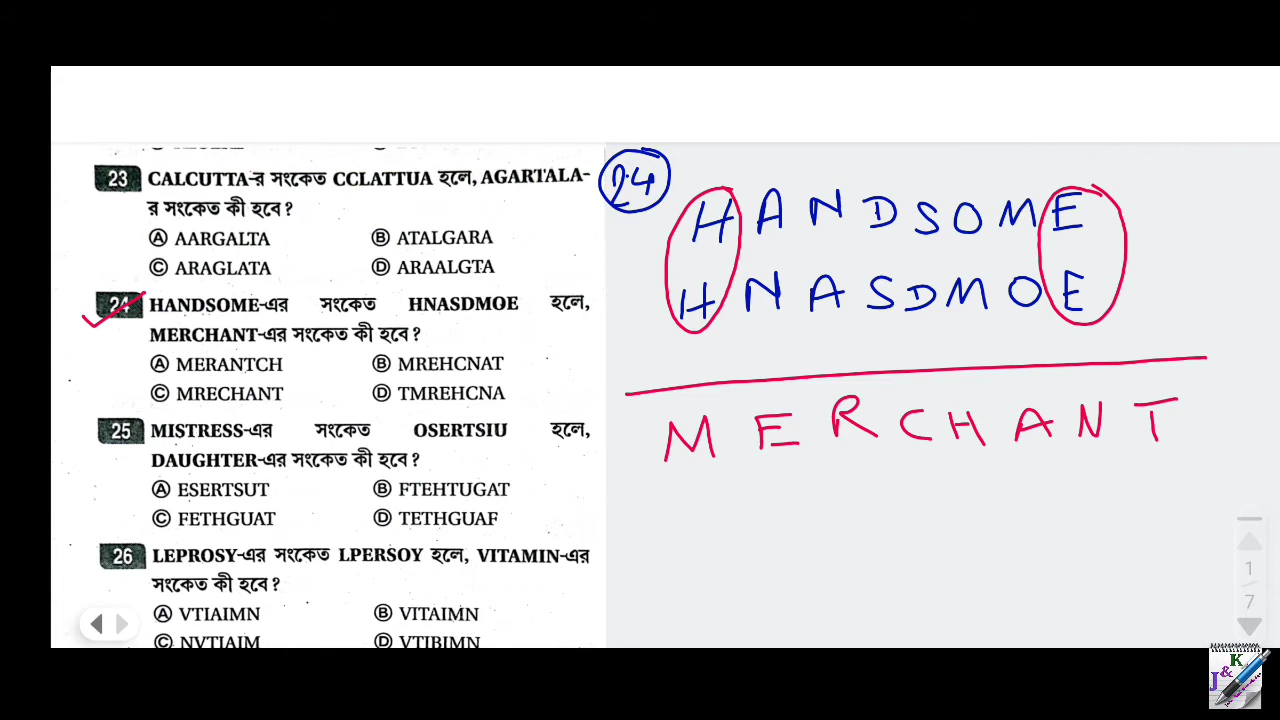 23 CALCUTTA-র সংকেত CCLATTUA হলে, AGARTALA-
র সংকেত কী হবে?
Ⓐ AARGALTA Ⓑ ATALGARA
Ⓒ ARAGLATA Ⓓ ARAALGTA
24 HANDSOME-এর সংকেত HNASDMOE হলে,
MERCHANT-এর সংকেত কী হবে?
Ⓐ MERANTCH Ⓑ MREHCNAT
Ⓒ MRECHANT Ⓓ TMREHCNA
25 MISTRESS-এর সংকেত OSERTSIU হলে,
DAUGHTER-এর সংকেত কী হবে?
Ⓐ ESERTSUT Ⓑ FTEHTUGAT
Ⓒ FETHGUAT Ⓓ TETHGUAF
26 LEPROSY-এর সংকেত LPERSOY হলে, VITAMIN-এর
সংকেত কী হবে?
Ⓐ VTIAIMN Ⓑ VITAIMN
Ⓒ NVTIAIM Ⓓ VTIBIMN
24
HANDSOME
HNASDMOE
MERCHANT
1
7
J&K